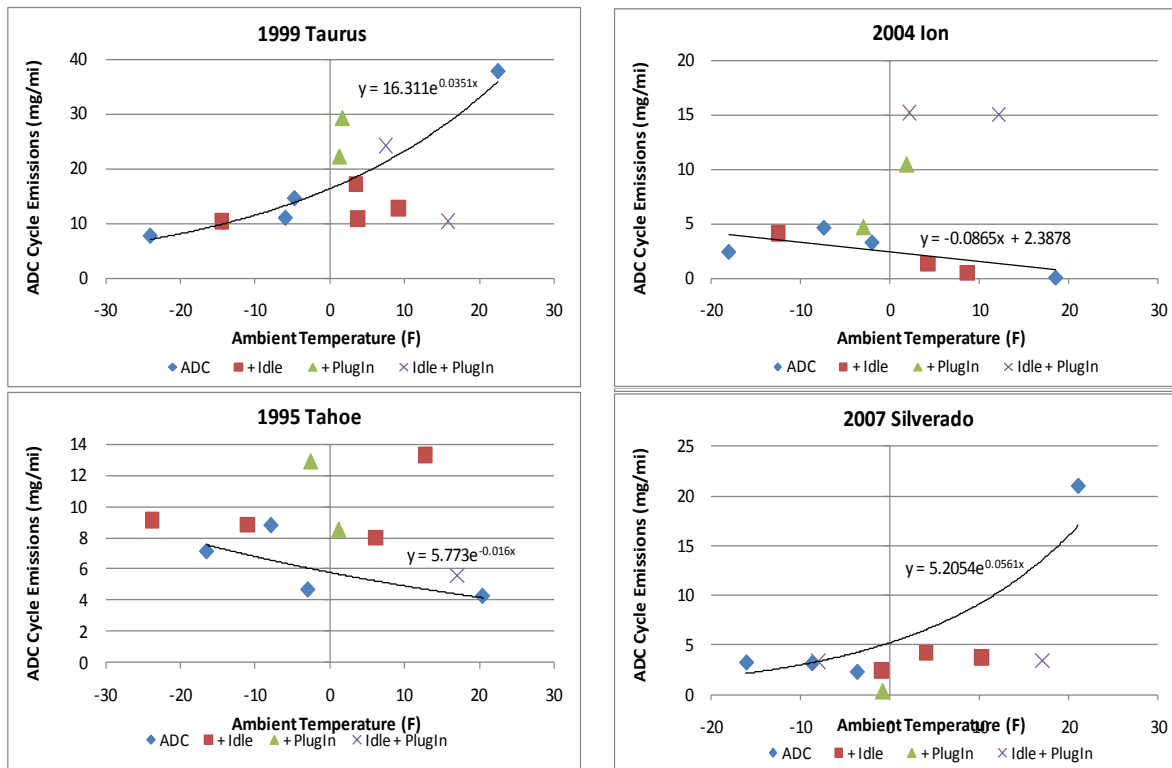 1999 Taurus
ADC Cycle Emissions (mg/mi)
40
30
20
10
0
y = 16.311e^0.0351x
-30 -20 -10 0 10 20 30
Ambient Temperature (F)
ADC +Idle +PlugIn Idle + PlugIn
2004 Ion
ADC Cycle Emissions (mg/mi)
20
15
10
5
0
y = -0.0865x + 2.3878
-20 -10 0 10 20 30
Ambient Temperature (F)
ADC +Idle +PlugIn Idle + PlugIn
1995 Tahoe
ADC Cycle Emissions (mg/mi)
14
12
10
8
6
4
2
0
y = 5.773e^-0.016x
-30 -20 -10 0 10 20 30
Ambient Temperature (F)
ADC +Idle +PlugIn Idle + PlugIn
2007 Silverado
ADC Cycle Emissions (mg/mi)
25
20
15
10
5
0
y = 5.2054e^0.0561x
-20 -10 0 10 20 30
Ambient Temperature (F)
ADC +Idle +PlugIn Idle + PlugIn